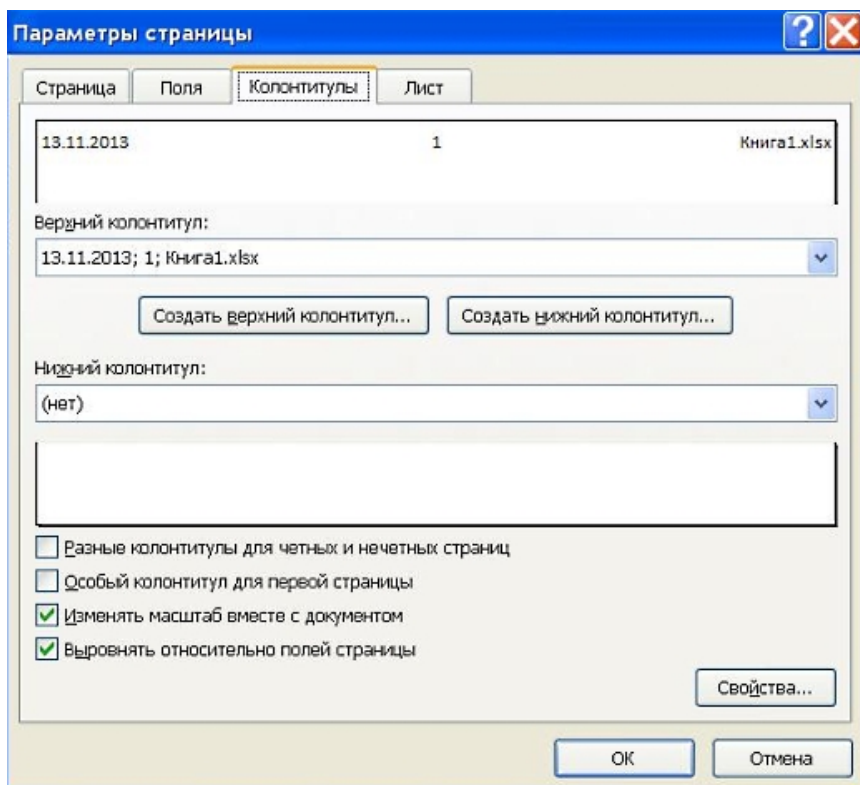 Параметры страницы
Страница Поля Колонтитулы Лист
13.11.2013 1 Книга1.xlsx
Верхний колонтитул:
13.11.2013; 1; Книга1.xlsx
Создать верхний колонтитул... Создать нижний колонтитул...
Нижний колонтитул:
(нет)
Разные колонтитулы для четных и нечетных страниц
Особый колонтитул для первой страницы
Изменять масштаб вместе с документом
Выровнять относительно полей страницы
Свойства...
ОК Отмена